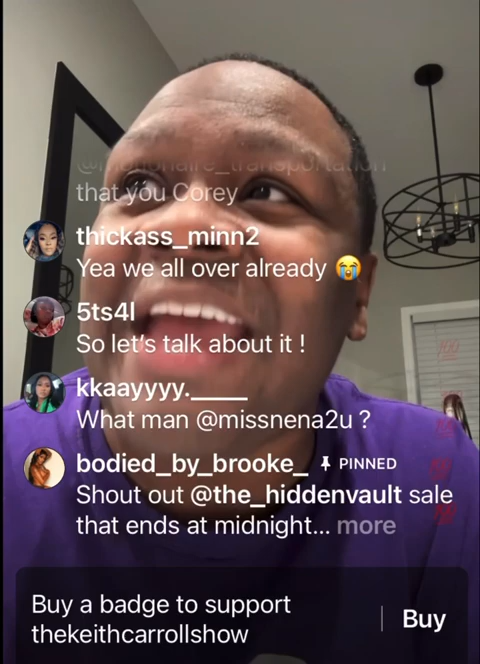 @millionaire_transportation
that you Corey
thickass_minn2
Yea we all over already 😭
5ts4l
So let's talk about it !
kkaayyyy._____
What man @missnena2u ?
bodied_by_brooke_ PINNED
Shout out @the_hiddenvault sale
that ends at midnight... more
Buy a badge to support
thekeithcarrollshow
Buy